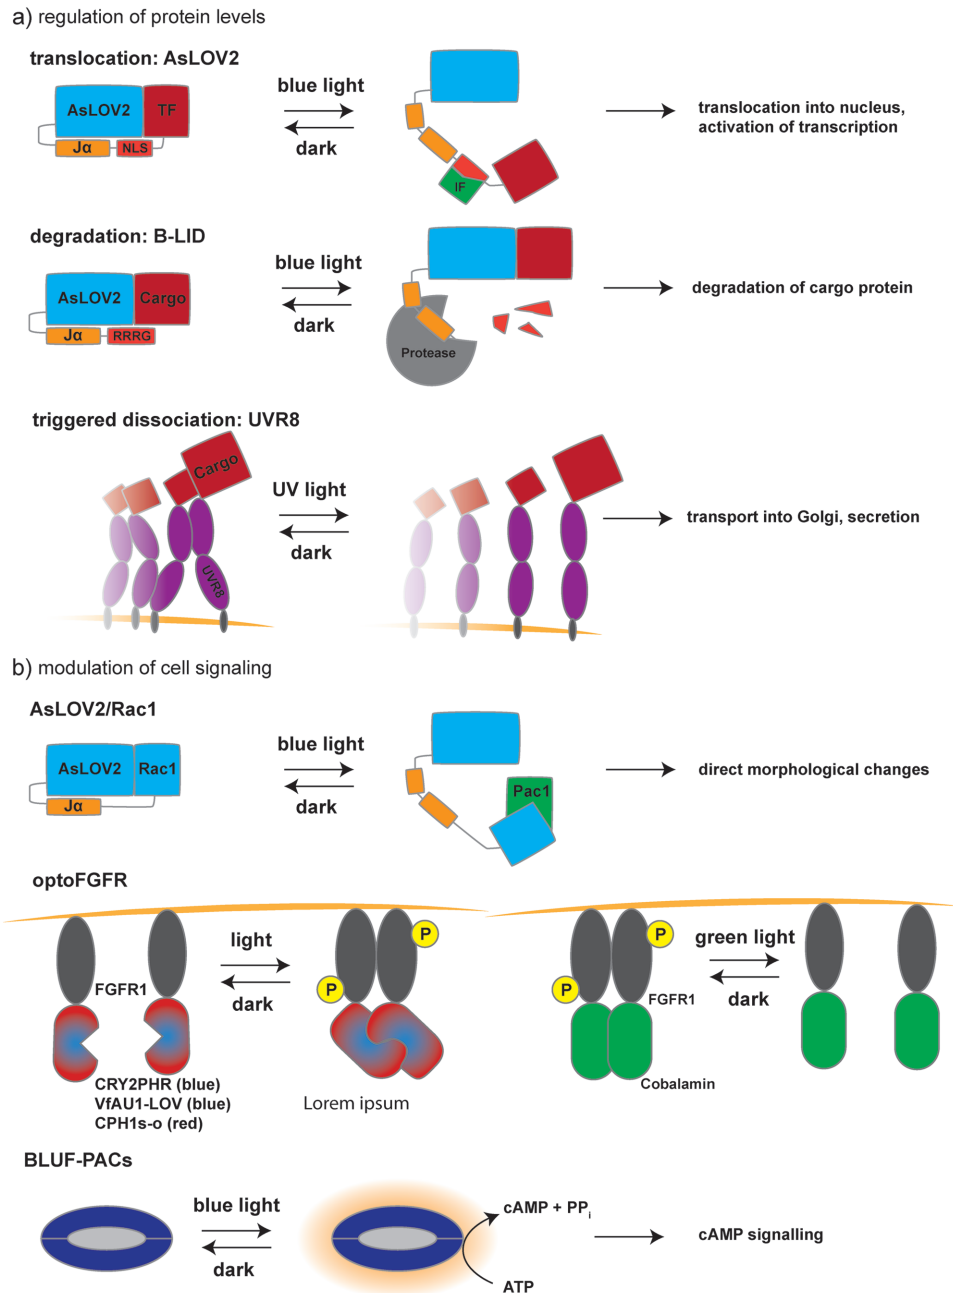 a) regulation of protein levels
translocation: AsLOV2
AsLOV2
TF
Jα
NLS
blue light
dark
IF
translocation into nucleus,
activation of transcription
degradation: B-LID
AsLOV2
Cargo
Jα
RRRG
blue light
dark
Protease
degradation of cargo protein
triggered dissociation: UVR8
Cargo
UVR8
UV light
dark
transport into Golgi, secretion
b) modulation of cell signaling
AsLOV2/Rac1
AsLOV2
Rac1
Jα
blue light
dark
Pac1
direct morphological changes
optoFGFR
FGFR1
CRY2PHR (blue)
VfAU1-LOV (blue)
CPH1s-o (red)
light
dark
P
P
Lorem ipsum
P
P
FGFR1
Cobalamin
green light
dark
BLUF-PACs
blue light
dark
cAMP + PPi
ATP
cAMP signalling